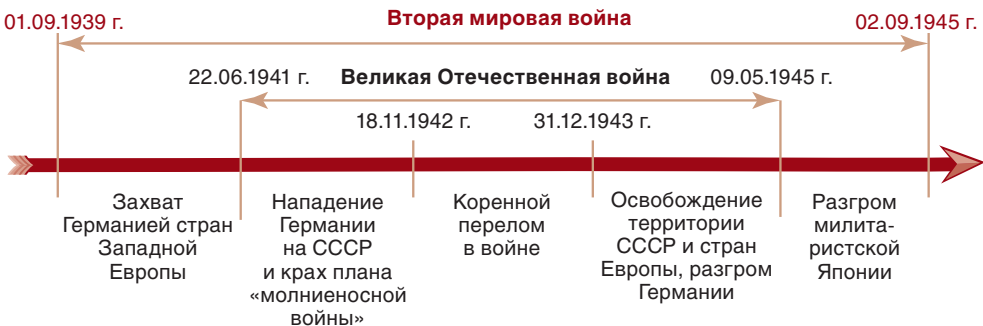 Вторая мировая война
01.09.1939 г.
02.09.1945 г.
22.06.1941 г.
Великая Отечественная война
09.05.1945 г.
18.11.1942 г.
31.12.1943 г.
Захват
Германией стран
Западной
Европы
Нападение
Германии
на СССР
и крах плана
«молниеносной
войны»
Коренной
перелом
в войне
Освобождение
территории
СССР и стран
Европы, разгром
Германии
Разгром
милита-
ристской
Японии